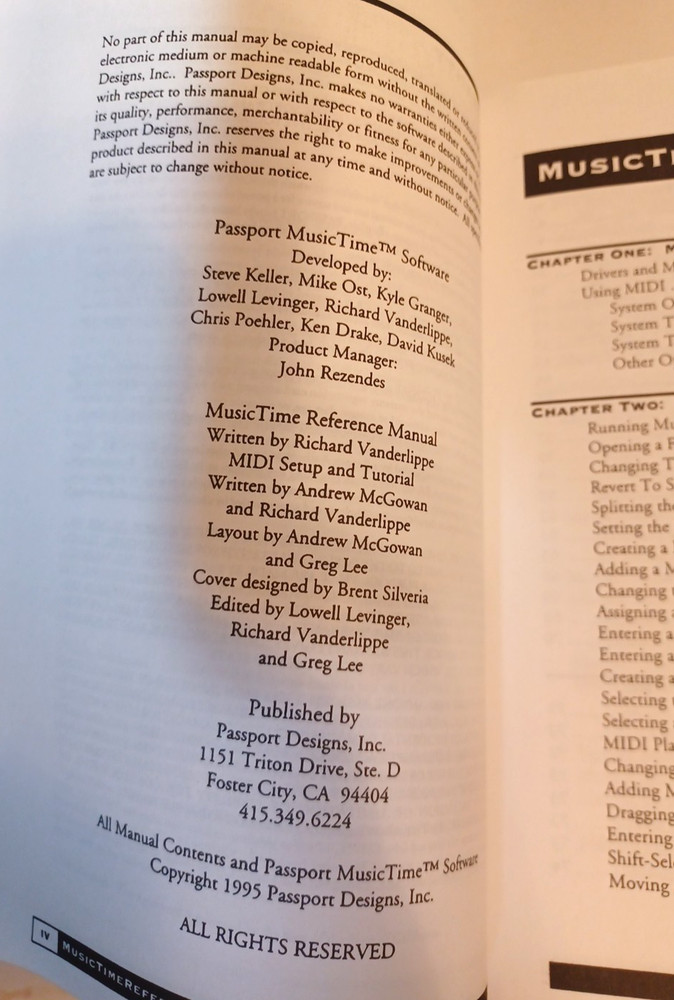 No part of this manual may be copied, reproduced, translated or
electronic medium or machine readable form without the written
Designs, Inc.. Passport Designs, Inc. makes no warranties either
with respect to this manual or with respect to the software described
its quality, performance, merchantability or fitness for any particular
Passport Designs, Inc. reserves the right to make improvements or
product described in this manual at any time and without notice. All
are subject to change without notice.
Passport MusicTime™ Software
Developed by:
Steve Keller, Mike Ost, Kyle Granger,
Lowell Levinger, Richard Vanderlippe,
Chris Poehler, Ken Drake, David Kusek
Product Manager:
John Rezendes
MusicTime Reference Manual
Written by Richard Vanderlippe
MIDI Setup and Tutorial
Written by Andrew McGowan
and Richard Vanderlippe
Layout by Andrew McGowan
and Greg Lee
Cover designed by Brent Silveria
Edited by Lowell Levinger,
Richard Vanderlippe
and Greg Lee
Published by
Passport Designs, Inc.
1151 Triton Drive, Ste. D
Foster City, CA 94404
415.349.6224
All Manual Contents and Passport MusicTime™ Software
Copyright 1995 Passport Designs, Inc.
ALL RIGHTS RESERVED
IV MUSICTIMEREFE
MUSICTI
CHAPTER ONE: M
Drivers and M
Using MIDI
System O
System T
System T
Other O
CHAPTER TWO:
Running Mu
Opening a F
Changing T
Revert To S
Splitting the
Setting the
Creating a
Adding a M
Changing
Assigning a
Entering a
Entering a
Creating a
Selecting
Selecting
MIDI Pla
Changing
Adding M
Dragging
Entering
Shift-Sel
Moving